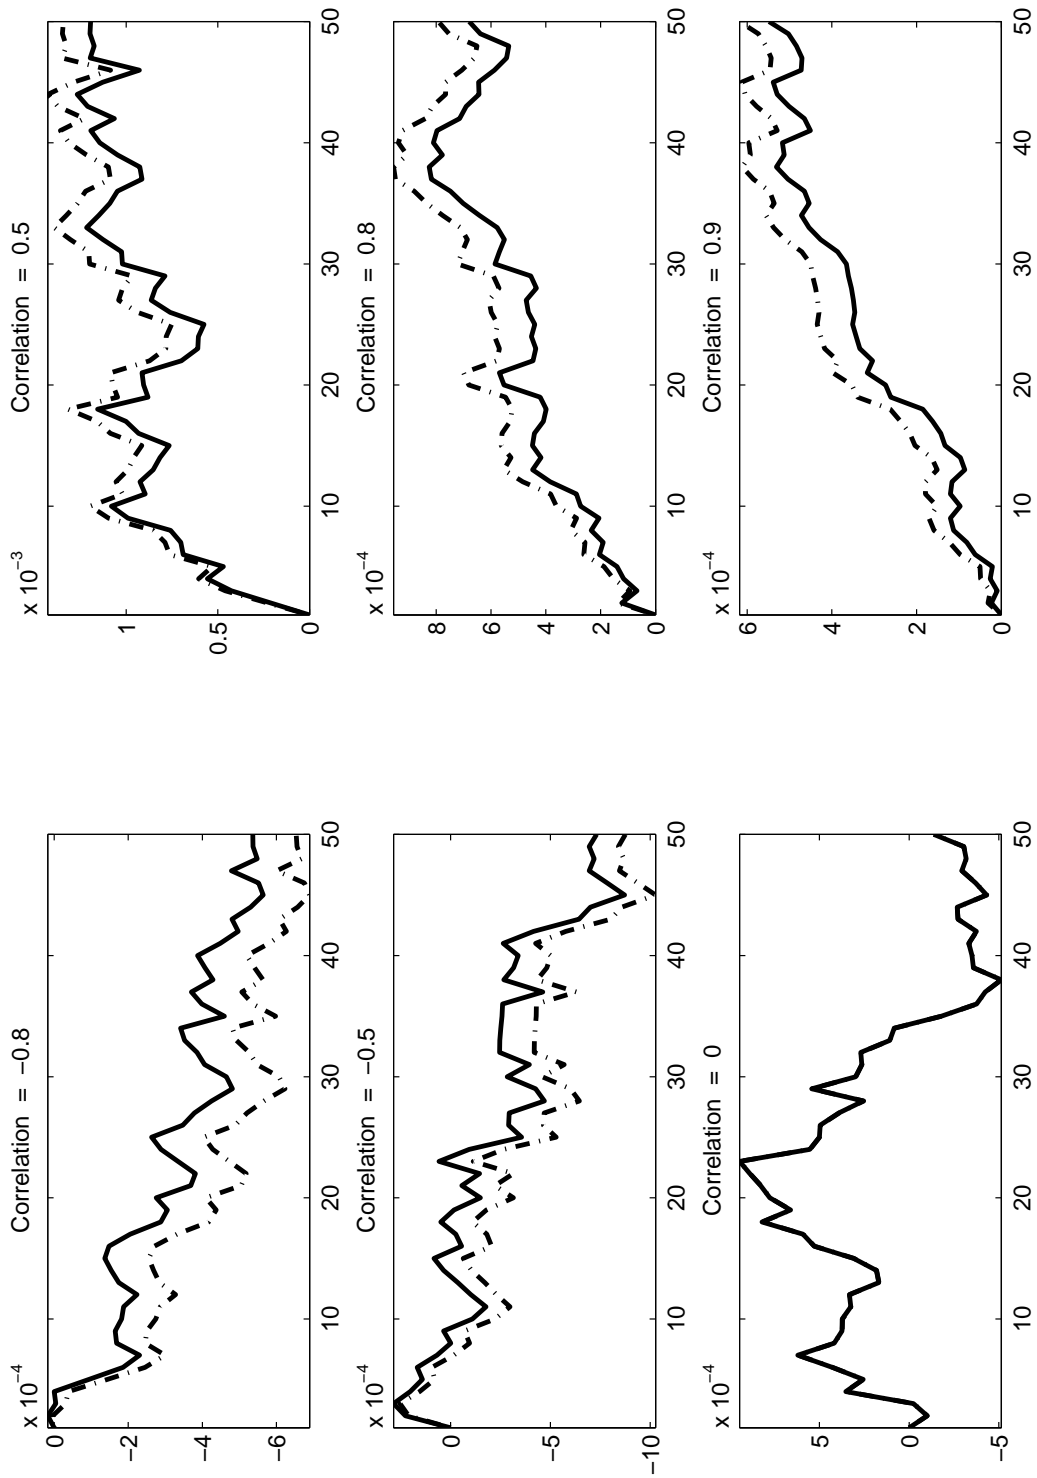 Correlation = −0.8
x 10−4
0
−2
−4
−6
10 20 30 40 50
Correlation = 0.5
x 10−3
1
0.5
0
10 20 30 40 50
Correlation = −0.5
x 10−4
0
−5
−10
10 20 30 40 50
Correlation = 0.8
x 10−4
8
6
4
2
0
10 20 30 40 50
Correlation = 0
x 10−4
5
0
−5
10 20 30 40 50
Correlation = 0.9
x 10−4
6
4
2
0
10 20 30 40 50